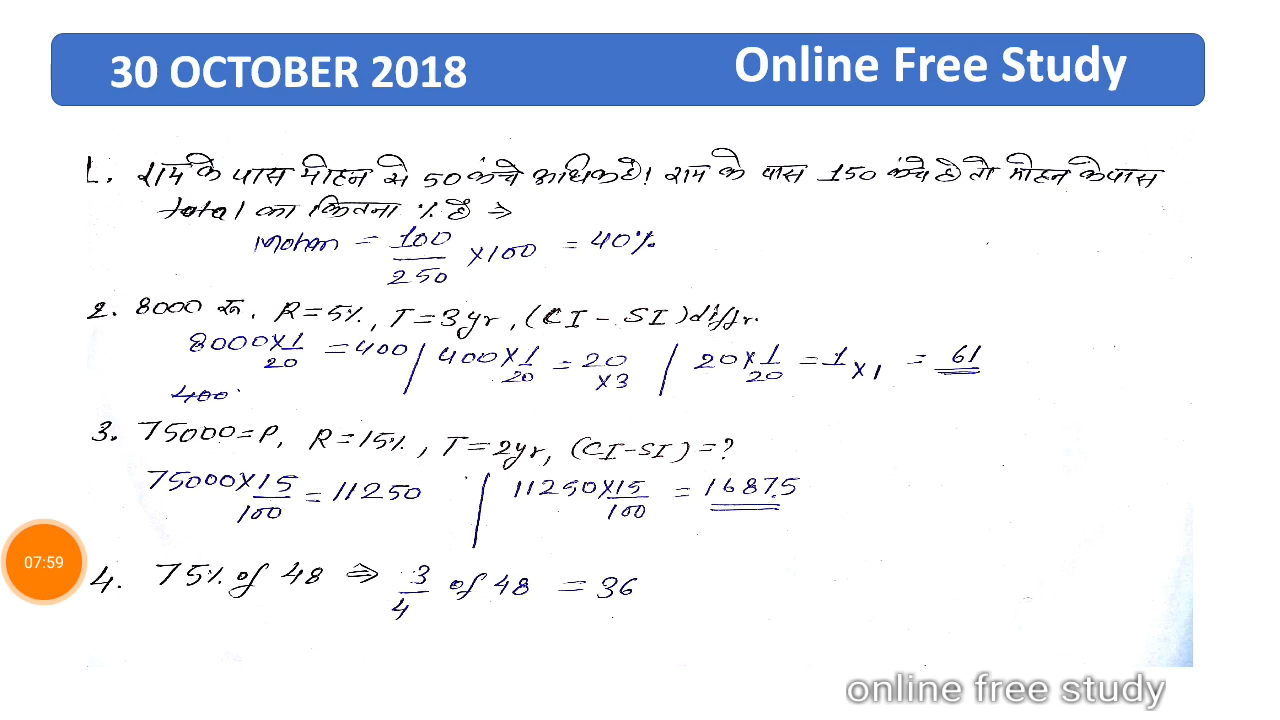 30 OCTOBER 2018
Online Free Study
1. राम के पास मोहन से 50 कंचे अधिक है। राम के पास 150 कंचे है तो मोहन के पास
total का कितना % है ⇒
Mohan = 100/250 ×100 = 40%
2. 8000 रू. R=5%, T=3yr, (CI - SI) diffr.
8000×1/20 = 400 / 400×1/20 = 20 ×3 / 20×1/20 = 1×1 = 61
400
3. 75000=P, R=15%, T=2yr, (CI-SI)=?
75000×15/100 = 11250 | 11250×15/100 = 1687.5
07:59
4. 75% of 48 ⇒ 3/4 of 48 = 36
online free study